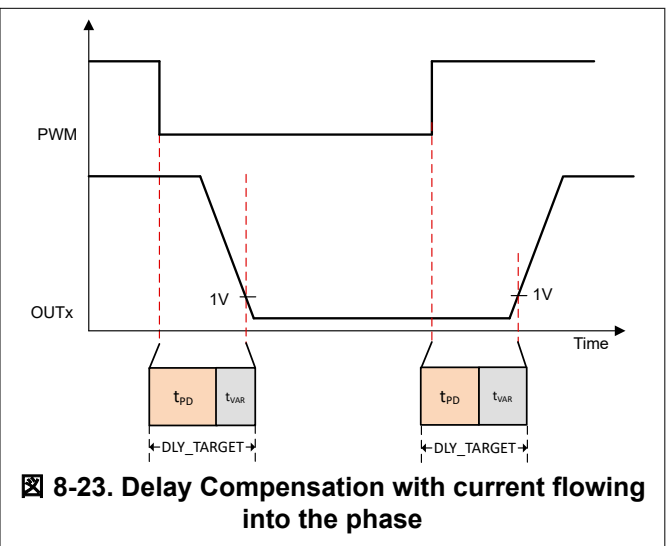 PWM
1V
1V
OUTx
Time
tPD
tVAR
tPD
tVAR
DLY_TARGET
DLY_TARGET
図 8-23. Delay Compensation with current flowing
into the phase